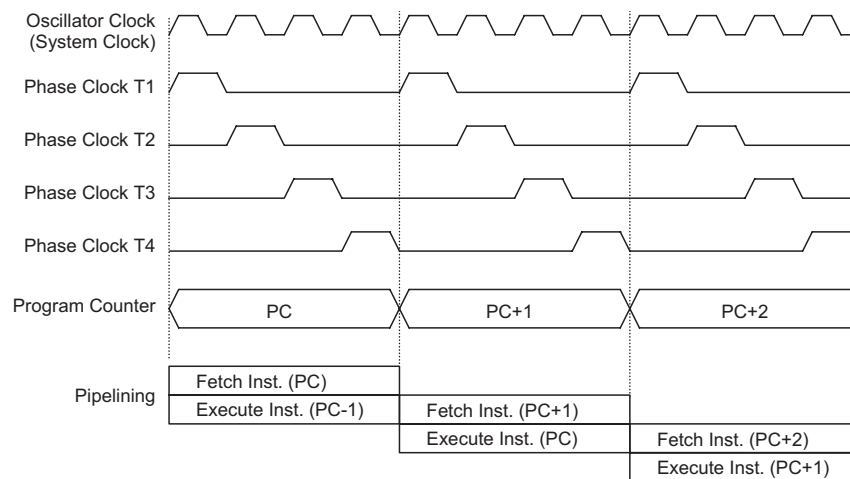 Oscillator Clock
(System Clock)
Phase Clock T1
Phase Clock T2
Phase Clock T3
Phase Clock T4
Program Counter
PC
PC+1
PC+2
Pipelining
Fetch Inst. (PC)
Execute Inst. (PC-1)
Fetch Inst. (PC+1)
Execute Inst. (PC)
Fetch Inst. (PC+2)
Execute Inst. (PC+1)